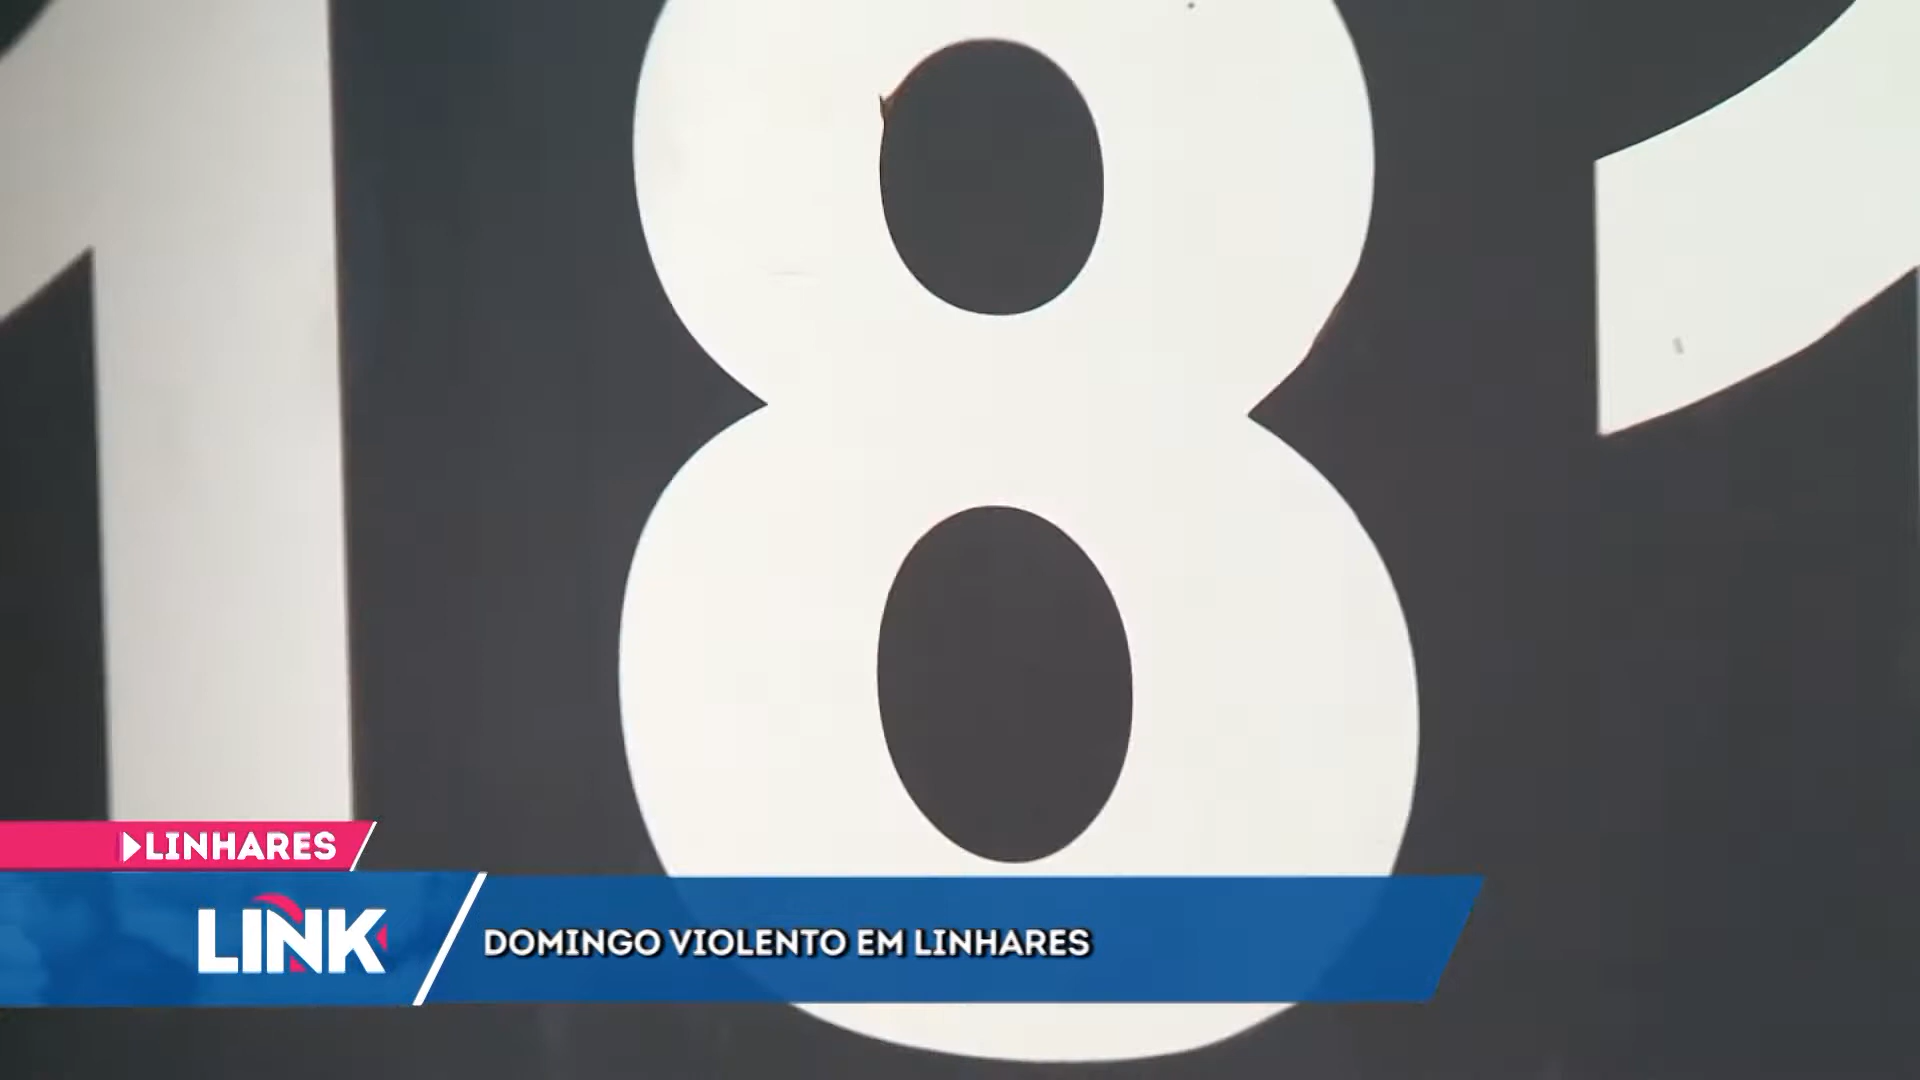 181
LINHARES
LINK
DOMINGO VIOLENTO EM LINHARES